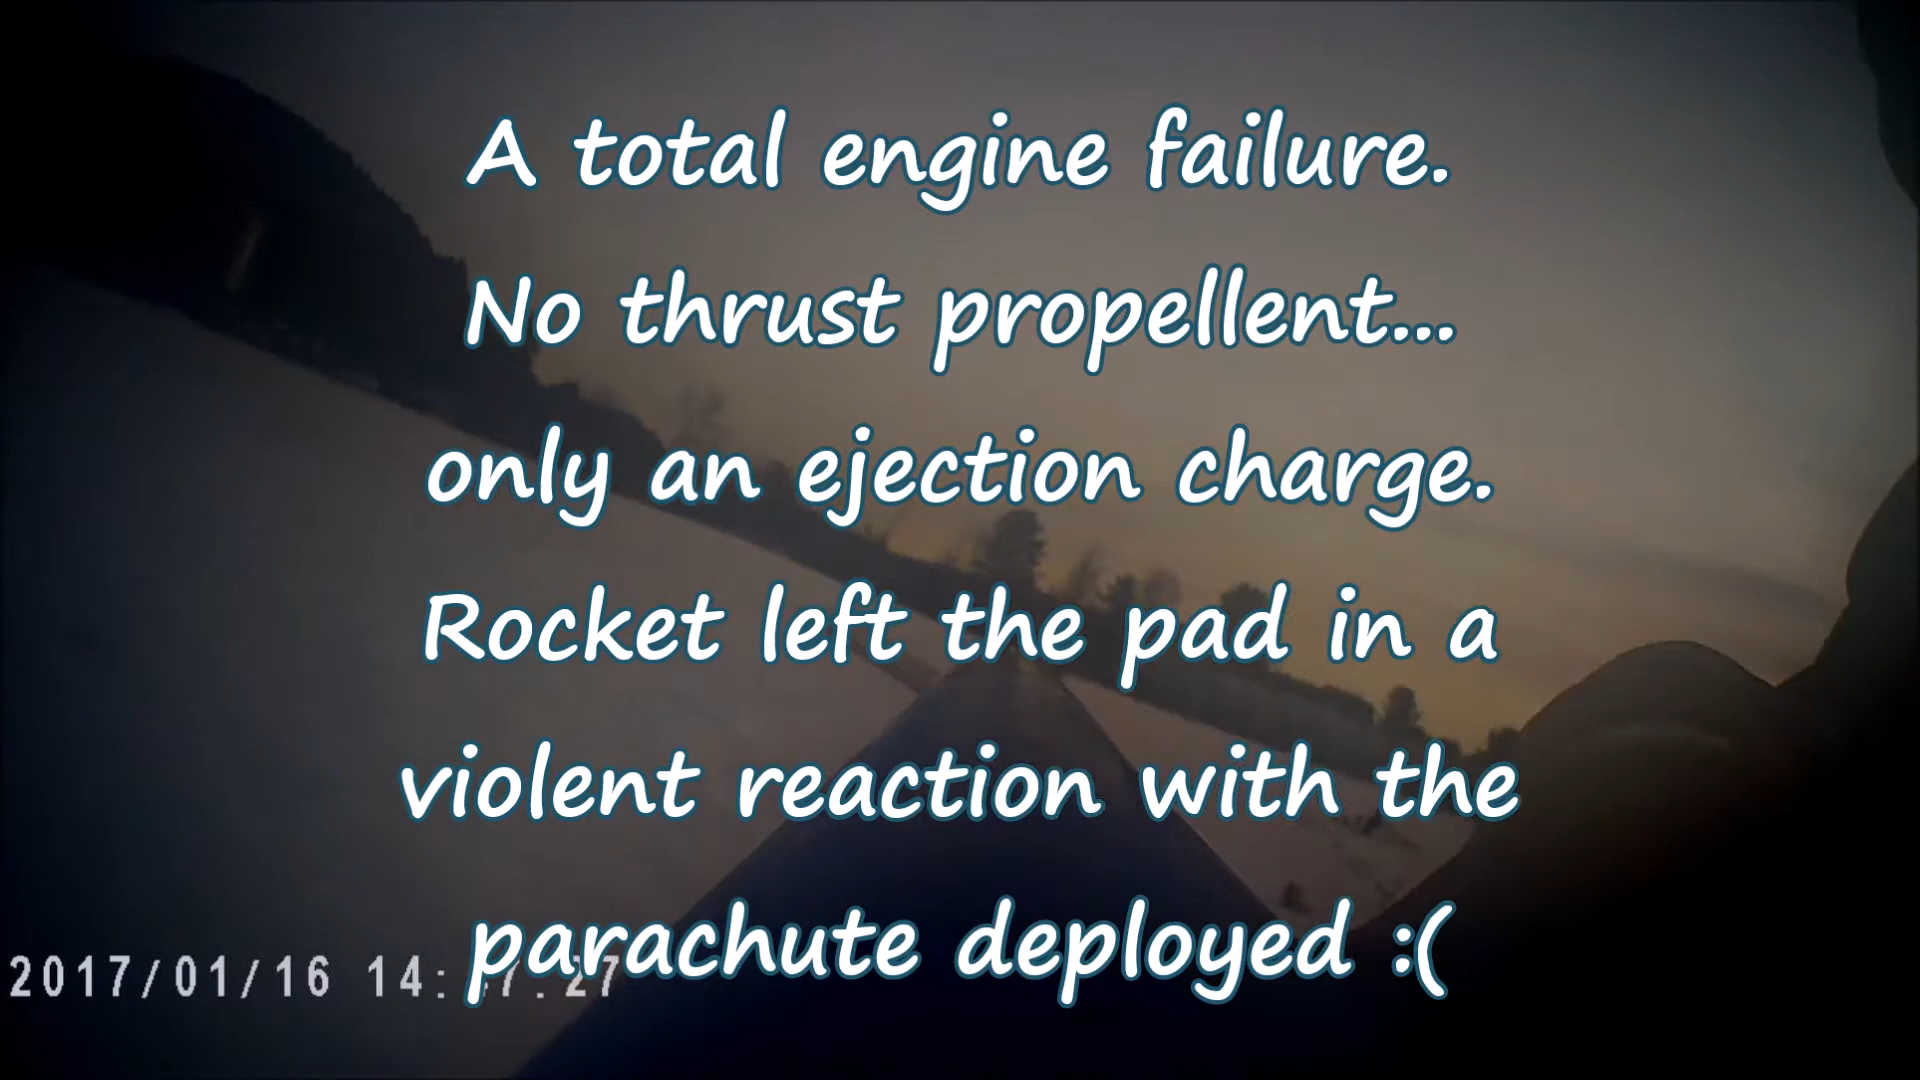 A total engine failure.
No thrust propellent...
only an ejection charge.
Rocket left the pad in a
violent reaction with the
parachute deployed :(
2017/01/16 14: